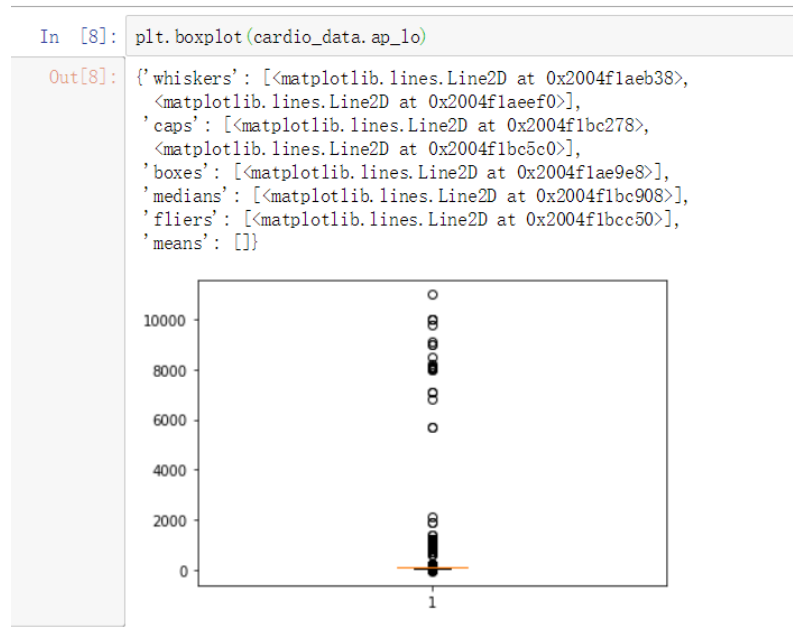 In [8]: plt.boxplot(cardio_data.ap_lo)
Out[8]: {'whiskers': [<matplotlib.lines.Line2D at 0x2004f1aeb38>,
<matplotlib.lines.Line2D at 0x2004f1aeef0>],
'caps': [<matplotlib.lines.Line2D at 0x2004f1bc278>,
<matplotlib.lines.Line2D at 0x2004f1bc5c0>],
'boxes': [<matplotlib.lines.Line2D at 0x2004f1ae9e8>],
'medians': [<matplotlib.lines.Line2D at 0x2004f1bc908>],
'fliers': [<matplotlib.lines.Line2D at 0x2004f1bcc50>],
'means': []}
10000
8000
6000
4000
2000
0
1